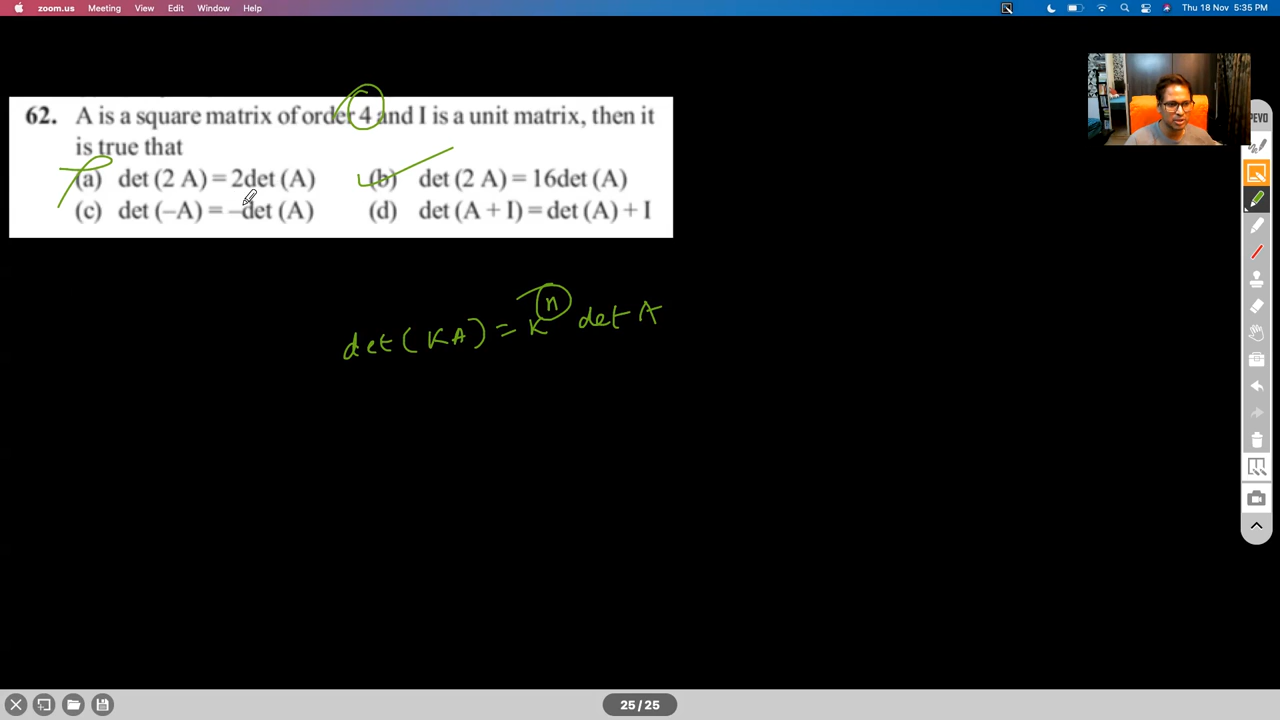 zoom.us Meeting View Edit Window Help Thu 18 Nov 5:35 PM
62. A is a square matrix of order 4 and I is a unit matrix, then it
is true that
(a) det (2 A) = 2det (A) (b) det (2 A) = 16det (A)
(c) det (–A) = –det (A) (d) det (A + I) = det (A) + I
det(KA) = K^n det A
25 / 25